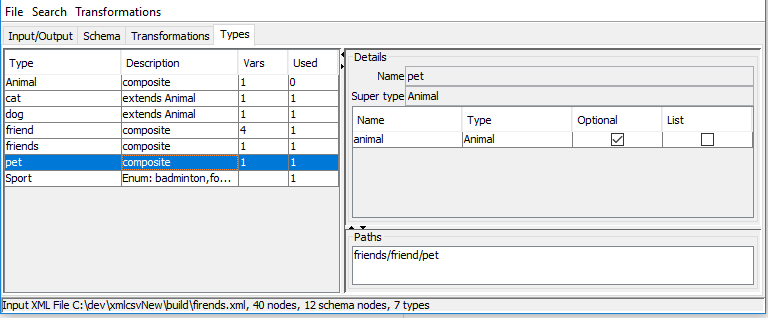 File Search Transformations
Input/Output Schema Transformations Types
Type Description Vars Used
Animal composite 1 0
cat extends Animal 1 1
dog extends Animal 1 1
friend composite 4 1
friends composite 1 1
pet composite 1 1
Sport Enum: badminton,fo... 1
Details
Name pet
Super type Animal
Name Type Optional List
animal Animal
Paths
friends/friend/pet
Input XML File C:\dev\xmlcsvNew\build\firends.xml, 40 nodes, 12 schema nodes, 7 types